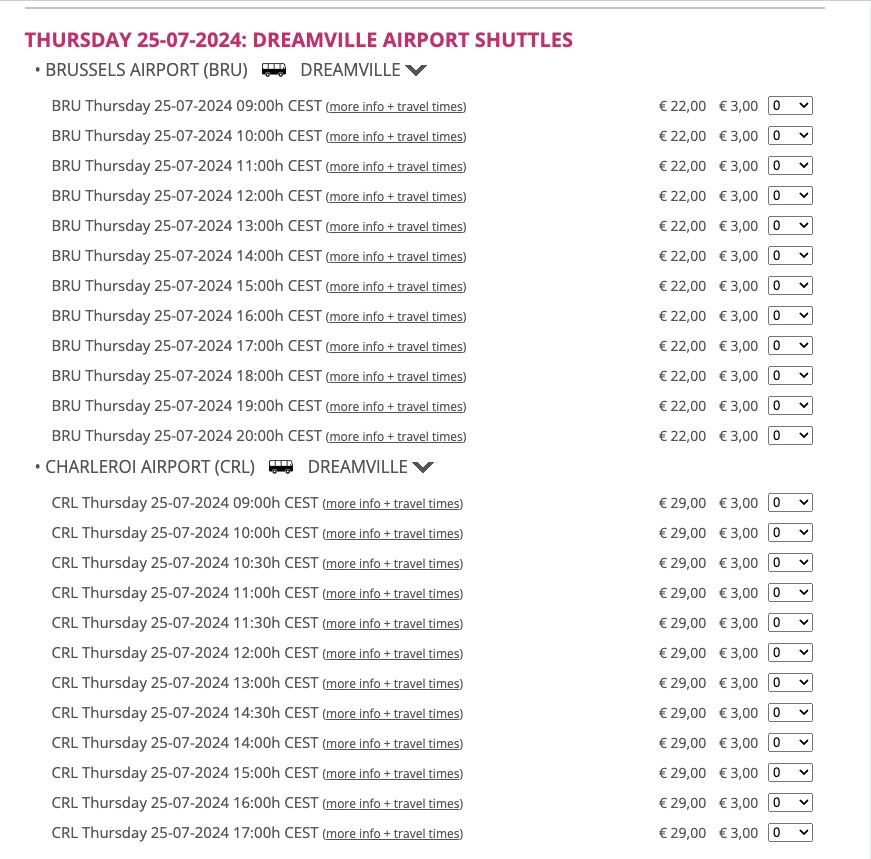 THURSDAY 25-07-2024: DREAMVILLE AIRPORT SHUTTLES
• BRUSSELS AIRPORT (BRU) DREAMVILLE
BRU Thursday 25-07-2024 09:00h CEST (more info + travel times) € 22,00 € 3,00 0
BRU Thursday 25-07-2024 10:00h CEST (more info + travel times) € 22,00 € 3,00 0
BRU Thursday 25-07-2024 11:00h CEST (more info + travel times) € 22,00 € 3,00 0
BRU Thursday 25-07-2024 12:00h CEST (more info + travel times) € 22,00 € 3,00 0
BRU Thursday 25-07-2024 13:00h CEST (more info + travel times) € 22,00 € 3,00 0
BRU Thursday 25-07-2024 14:00h CEST (more info + travel times) € 22,00 € 3,00 0
BRU Thursday 25-07-2024 15:00h CEST (more info + travel times) € 22,00 € 3,00 0
BRU Thursday 25-07-2024 16:00h CEST (more info + travel times) € 22,00 € 3,00 0
BRU Thursday 25-07-2024 17:00h CEST (more info + travel times) € 22,00 € 3,00 0
BRU Thursday 25-07-2024 18:00h CEST (more info + travel times) € 22,00 € 3,00 0
BRU Thursday 25-07-2024 19:00h CEST (more info + travel times) € 22,00 € 3,00 0
BRU Thursday 25-07-2024 20:00h CEST (more info + travel times) € 22,00 € 3,00 0
• CHARLEROI AIRPORT (CRL) DREAMVILLE
CRL Thursday 25-07-2024 09:00h CEST (more info + travel times) € 29,00 € 3,00 0
CRL Thursday 25-07-2024 10:00h CEST (more info + travel times) € 29,00 € 3,00 0
CRL Thursday 25-07-2024 10:30h CEST (more info + travel times) € 29,00 € 3,00 0
CRL Thursday 25-07-2024 11:00h CEST (more info + travel times) € 29,00 € 3,00 0
CRL Thursday 25-07-2024 11:30h CEST (more info + travel times) € 29,00 € 3,00 0
CRL Thursday 25-07-2024 12:00h CEST (more info + travel times) € 29,00 € 3,00 0
CRL Thursday 25-07-2024 13:00h CEST (more info + travel times) € 29,00 € 3,00 0
CRL Thursday 25-07-2024 14:30h CEST (more info + travel times) € 29,00 € 3,00 0
CRL Thursday 25-07-2024 14:00h CEST (more info + travel times) € 29,00 € 3,00 0
CRL Thursday 25-07-2024 15:00h CEST (more info + travel times) € 29,00 € 3,00 0
CRL Thursday 25-07-2024 16:00h CEST (more info + travel times) € 29,00 € 3,00 0
CRL Thursday 25-07-2024 17:00h CEST (more info + travel times) € 29,00 € 3,00 0